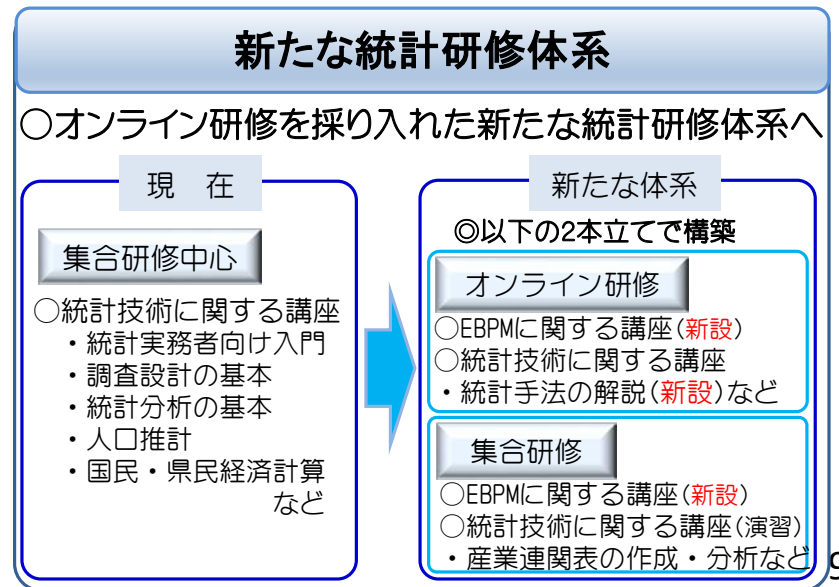 新たな統計研修体系
○オンライン研修を採り入れた新たな統計研修体系へ
現 在
集合研修中心
○統計技術に関する講座
・統計実務者向け入門
・調査設計の基本
・統計分析の基本
・人口推計
・国民・県民経済計算
など
新たな体系
◎以下の2本立てで構築
オンライン研修
○EBPMに関する講座(新設)
○統計技術に関する講座
・統計手法の解説(新設)など
集合研修
○EBPMに関する講座(新設)
○統計技術に関する講座(演習)
・産業連関表の作成・分析など